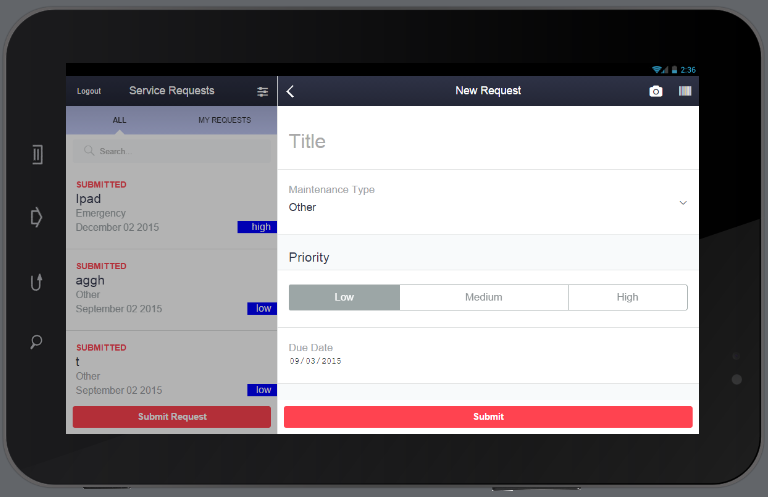 2:36
Logout
Service Requests
ALL
MY REQUESTS
Search...
SUBMITTED
Ipad
Emergency
December 02 2015
high
SUBMITTED
aggh
Other
September 02 2015
low
SUBMITTED
t
Other
September 02 2015
low
Submit Request
New Request
Title
Maintenance Type
Other
Priority
Low
Medium
High
Due Date
09/03/2015
Submit